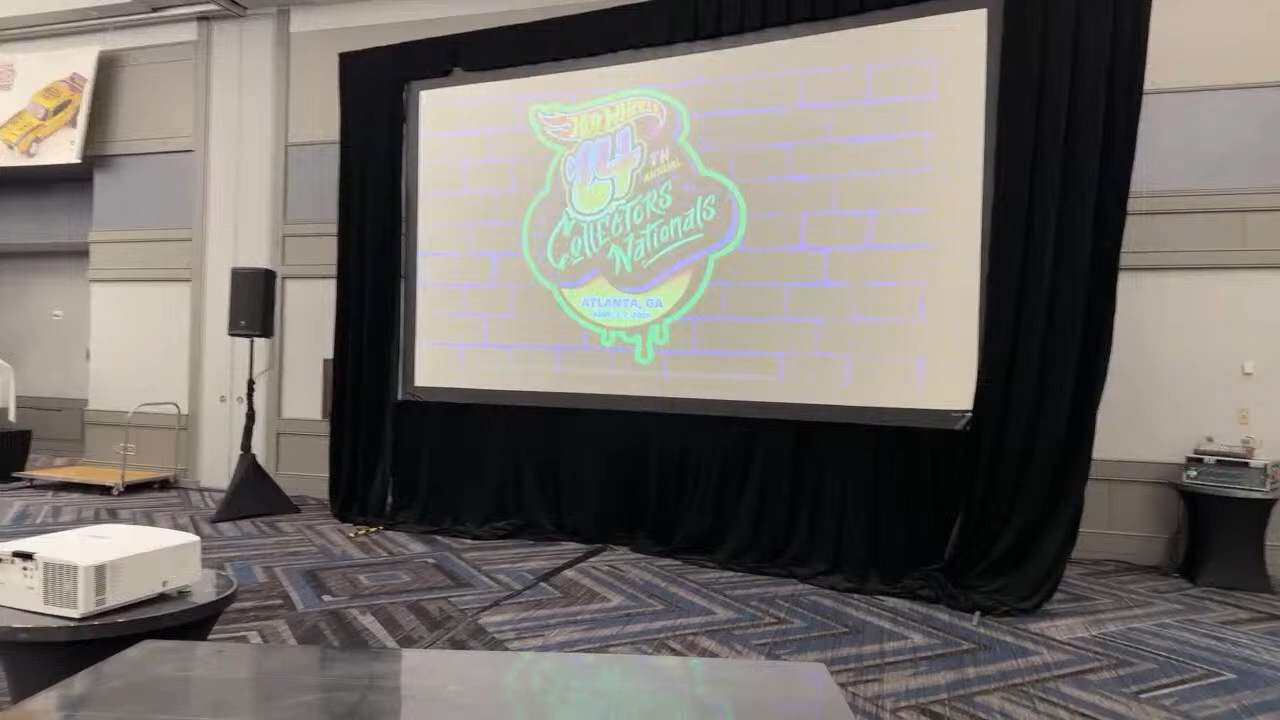 Hot Wheels
24
TH
ANNUAL
Collectors
Nationals
ATLANTA, GA